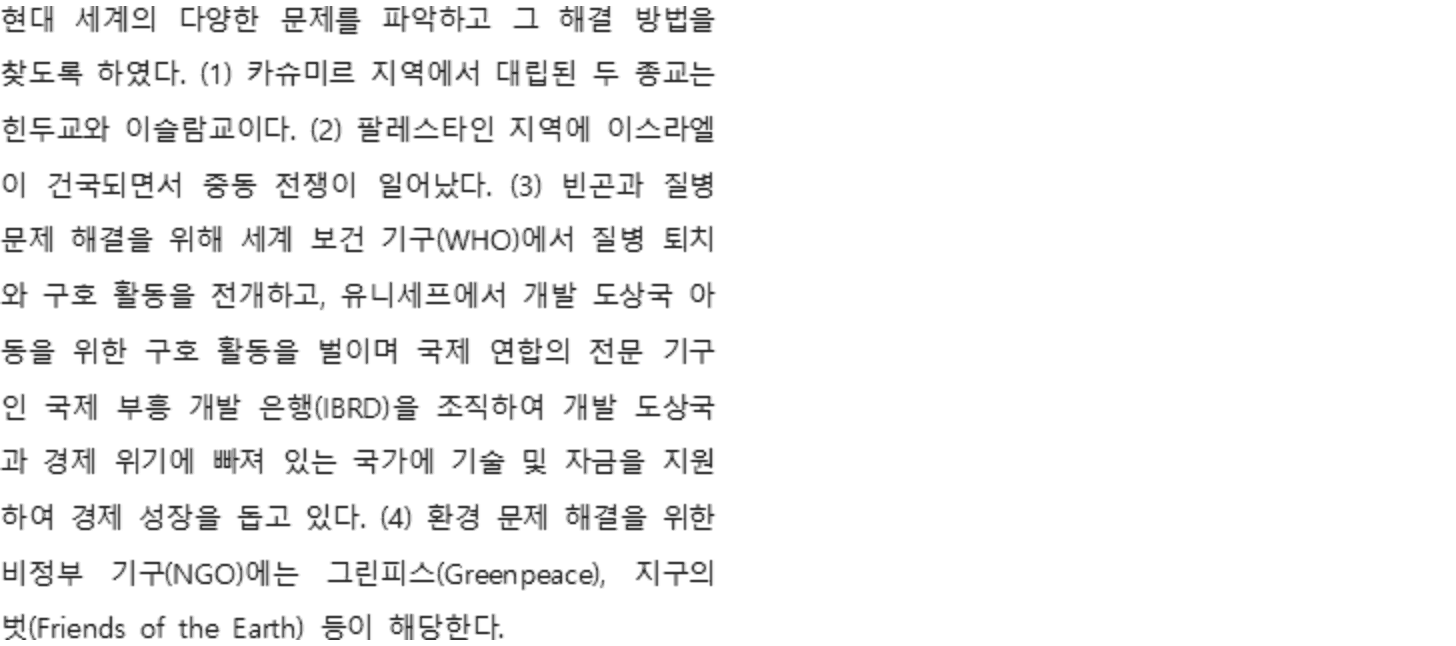 현대 세계의 다양한 문제를 파악하고 그 해결 방법을
찾도록 하였다. (1) 카슈미르 지역에서 대립된 두 종교는
힌두교와 이슬람교이다. (2) 팔레스타인 지역에 이스라엘
이 건국되면서 중동 전쟁이 일어났다. (3) 빈곤과 질병
문제 해결을 위해 세계 보건 기구(WHO)에서 질병 퇴치
와 구호 활동을 전개하고, 유니세프에서 개발 도상국 아
동을 위한 구호 활동을 벌이며 국제 연합의 전문 기구
인 국제 부흥 개발 은행(IBRD)을 조직하여 개발 도상국
과 경제 위기에 빠져 있는 국가에 기술 및 자금을 지원
하여 경제 성장을 돕고 있다. (4) 환경 문제 해결을 위한
비정부 기구(NGO)에는 그린피스(Greenpeace), 지구의
벗(Friends of the Earth) 등이 해당한다.